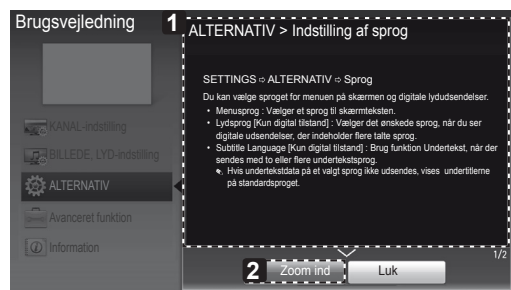 Brugsvejledning
1
ALTERNATIV > Indstilling af sprog
SETTINGS ⇨ ALTERNATIV ⇨ Sprog
Du kan vælge sproget for menuen på skærmen og digitale lydudsendelser.
• Menusprog : Vælger et sprog til skærmteksten.
• Lydsprog [Kun digital tilstand] : Vælger det ønskede sprog, når du ser
digitale udsendelser, der indeholder flere talte sprog.
• Subtitle Language [Kun digital tilstand] : Brug funktion Undertekst, når der
sendes med to eller flere undertekstsprog.
Hvis undertekstdata på et valgt sprog ikke udsendes, vises undertitlerne
på standardsproget.
KANAL-indstilling
BILLEDE, LYD-indstilling
ALTERNATIV
Avanceret funktion
Information
1/2
2
Zoom ind
Luk